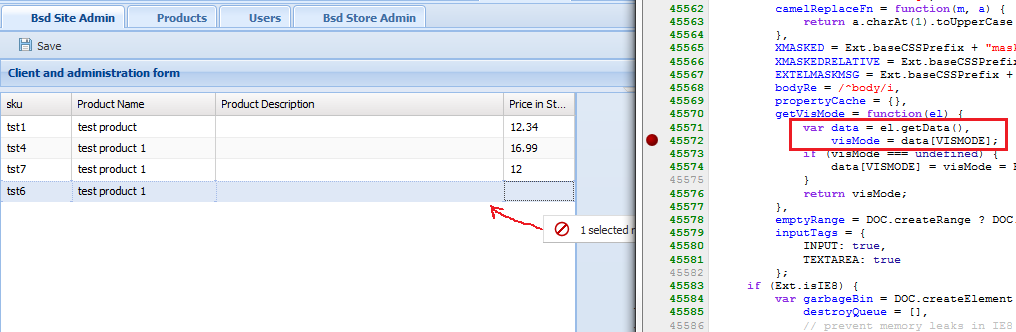 Bsd Site Admin Products Users Bsd Store Admin
Save
Client and administration form
sku Product Name Product Description Price in St...
tst1 test product 12.34
tst4 test product 1 16.99
tst7 test product 1 12
tst6 test product 1
1 selected r
45562 camelReplaceFn = function(m, a) {
45563 return a.charAt(1).toUpperCase
45564 },
45565 XMASKED = Ext.baseCSSPrefix + "mas
45566 XMASKEDRELATIVE = Ext.baseCSSPrefi
45567 EXTELMASKMSG = Ext.baseCSSPrefix +
45568 bodyRe = /^body/i,
45569 propertyCache = {},
45570 getVisMode = function(el) {
45571 var data = el.getData(),
45572 visMode = data[VISMODE];
45573 if (visMode === undefined) {
45574 data[VISMODE] = visMode =
45575 }
45576 return visMode;
45577 },
45578 emptyRange = DOC.createRange ? DOC.
45579 inputTags = {
45580 INPUT: true,
45581 TEXTAREA: true
45582 };
45583 if (Ext.isIE8) {
45584 var garbageBin = DOC.createElement
45585 destroyQueue = [],
45586 // prevent memory leaks in IE8